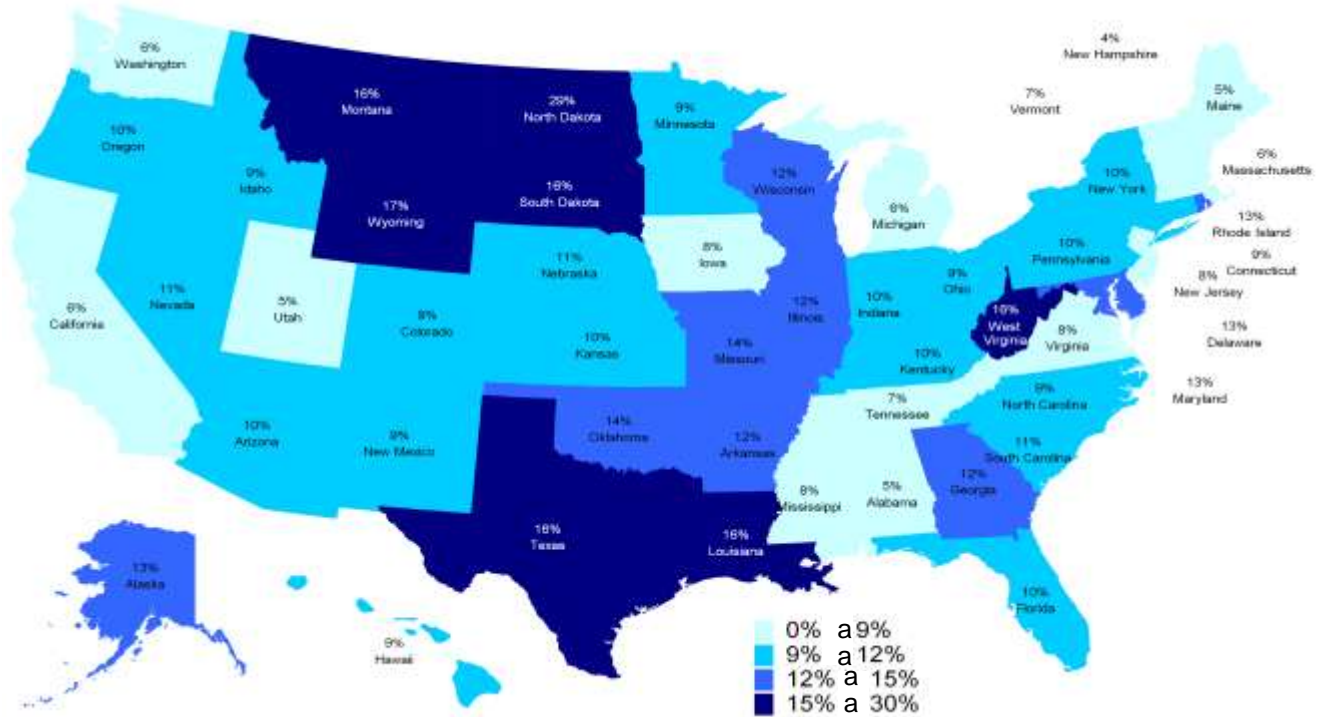 4%
New Hampshire
6%
Washington
16%
Montana
29%
North Dakota
9%
Minnesota
7%
Vermont
5%
Maine
10%
Oregon
9%
Idaho
17%
Wyoming
16%
South Dakota
12%
Wisconsin
6%
Michigan
10%
New York
6%
Massachusetts
13%
Rhode Island
9%
Connecticut
8%
New Jersey
13%
Delaware
13%
Maryland
6%
California
11%
Nevada
5%
Utah
9%
Colorado
11%
Nebraska
8%
Iowa
10%
Kansas
14%
Missouri
12%
Illinois
10%
Indiana
9%
Ohio
10%
Pennsylvania
16%
West
Virginia
8%
Virginia
10%
Kentucky
7%
Tennessee
9%
North Carolina
11%
South Carolina
10%
Arizona
9%
New Mexico
14%
Oklahoma
12%
Arkansas
8%
Mississippi
5%
Alabama
12%
Georgia
16%
Texas
16%
Louisiana
10%
Florida
13%
Alaska
9%
Hawaii
0% a 9%
9% a 12%
12% a 15%
15% a 30%